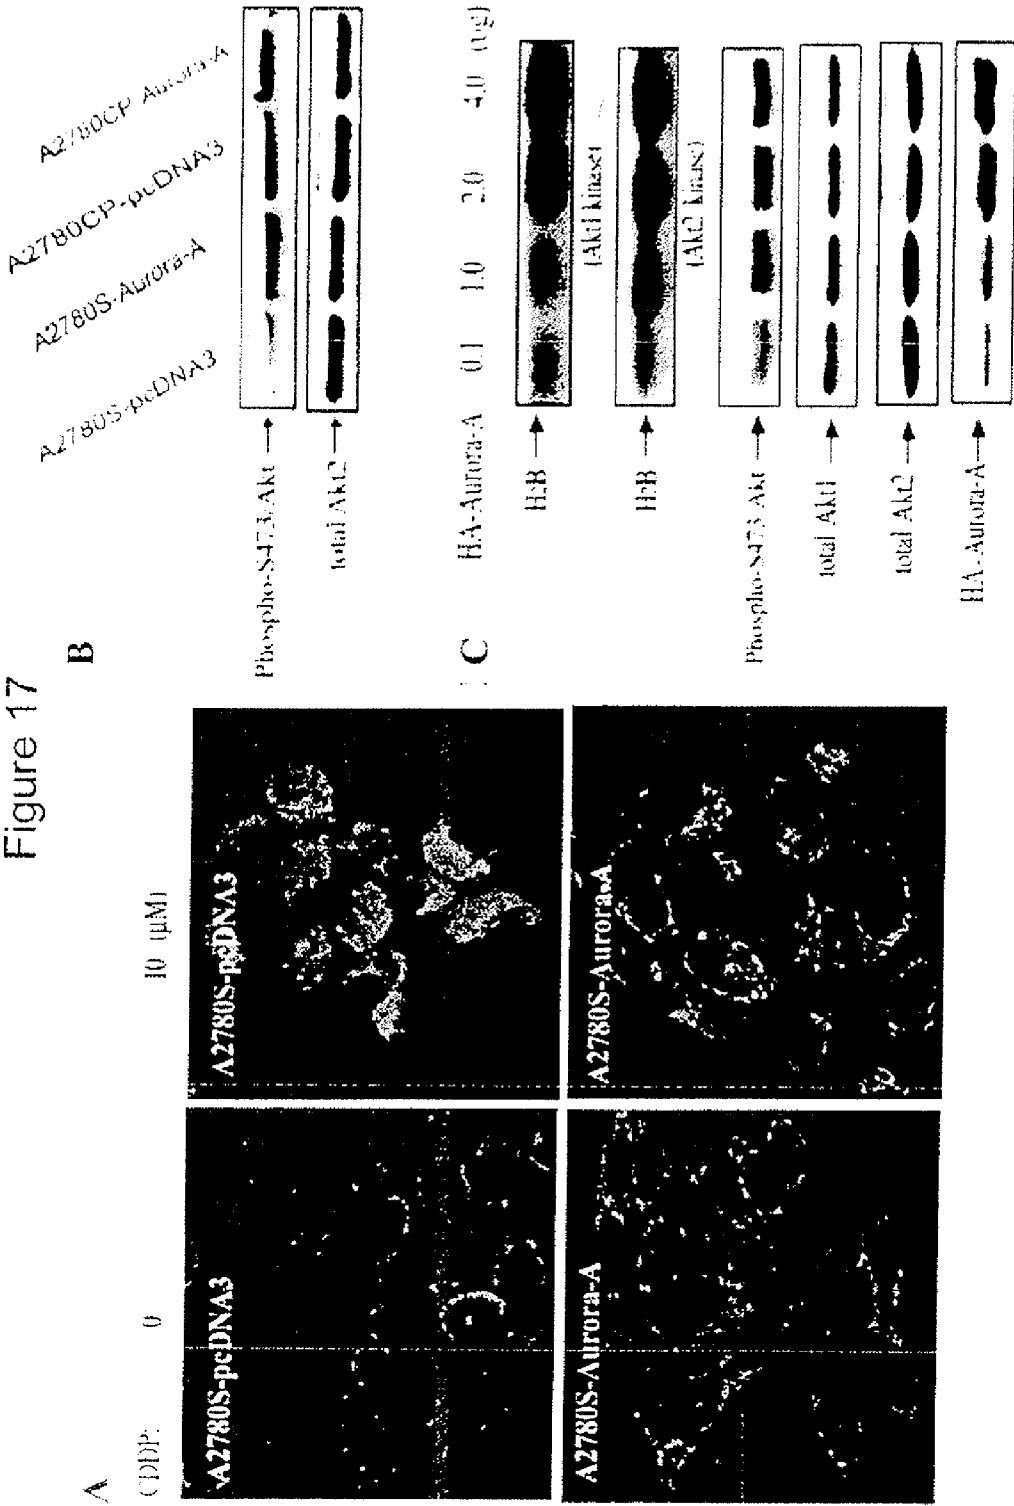 Figure 17
A
CDDP:
0
10 (µM)
A2780S-pcDNA3
A2780S-pcDNA3
A2780S-Aurora-A
A2780S-Aurora-A
B
A2780S-pcDNA3
A2780S-Aurora-A
A2780CP-pcDNA3
A2780CP-Aurora-A
Phospho-S473-Akt
total Akt2
C
HA-Aurora-A 0.1 1.0 2.0 4.0 (ug)
H2B
(Akt1 kinase)
H2B
(Akt2 kinase)
Phospho-S473-Akt
total Akt1
total Akt2
HA-Aurora-A